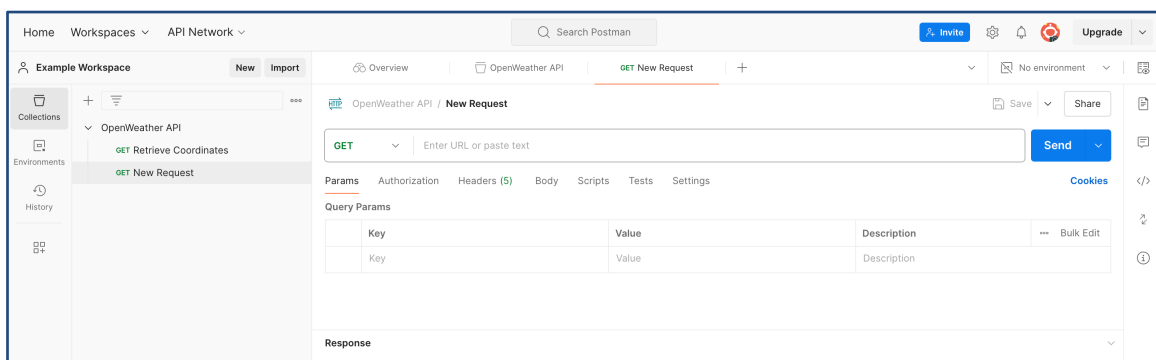 Home Workspaces API Network Search Postman Invite Upgrade
Example Workspace New Import Overview OpenWeather API GET New Request No environment
Collections
Environments
History
OpenWeather API
GET Retrieve Coordinates
GET New Request
HTTP OpenWeather API / New Request Save Share
GET Enter URL or paste text Send
Params Authorization Headers (5) Body Scripts Tests Settings Cookies
Query Params
Key Value Description Bulk Edit
Key Value Description
Response